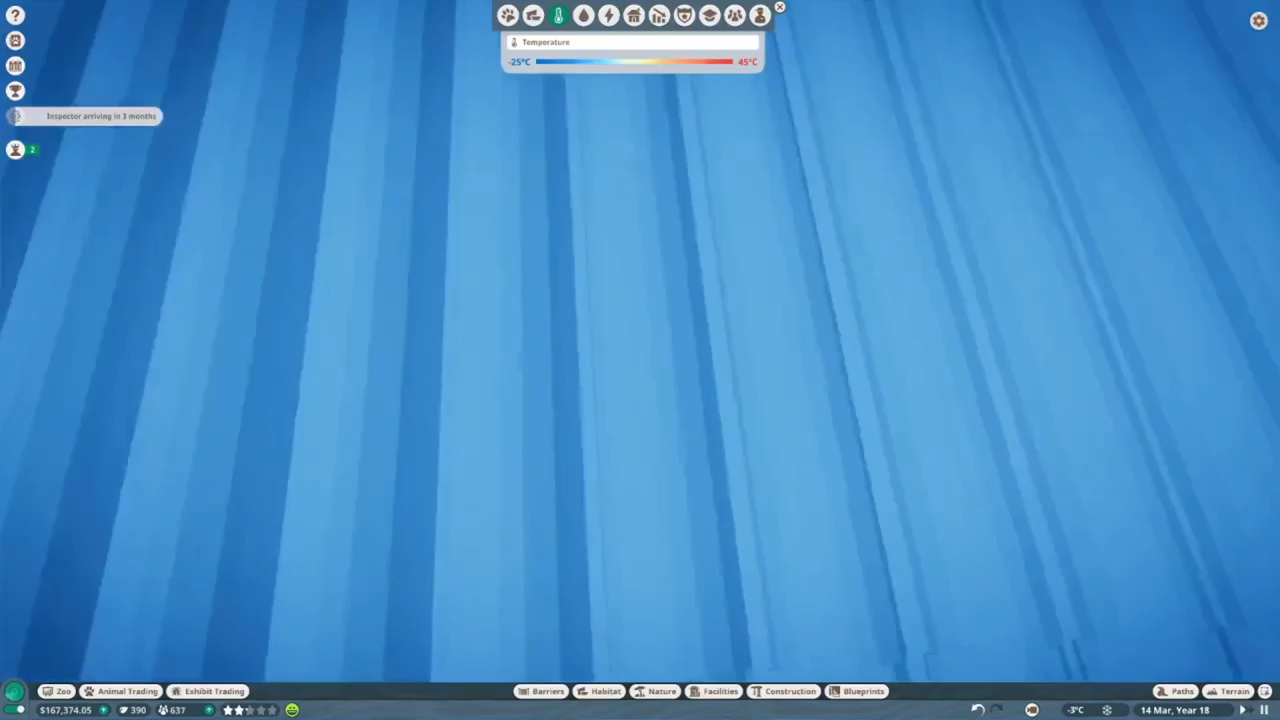 ?
Temperature
-25°C
45°C
Inspector arriving in 3 months
2
Zoo
Animal Trading
Exhibit Trading
Barriers
Habitat
Nature
Facilities
Construction
Blueprints
Paths
Terrain
$167,374.05
390
637
-3°C
14 Mar, Year 18